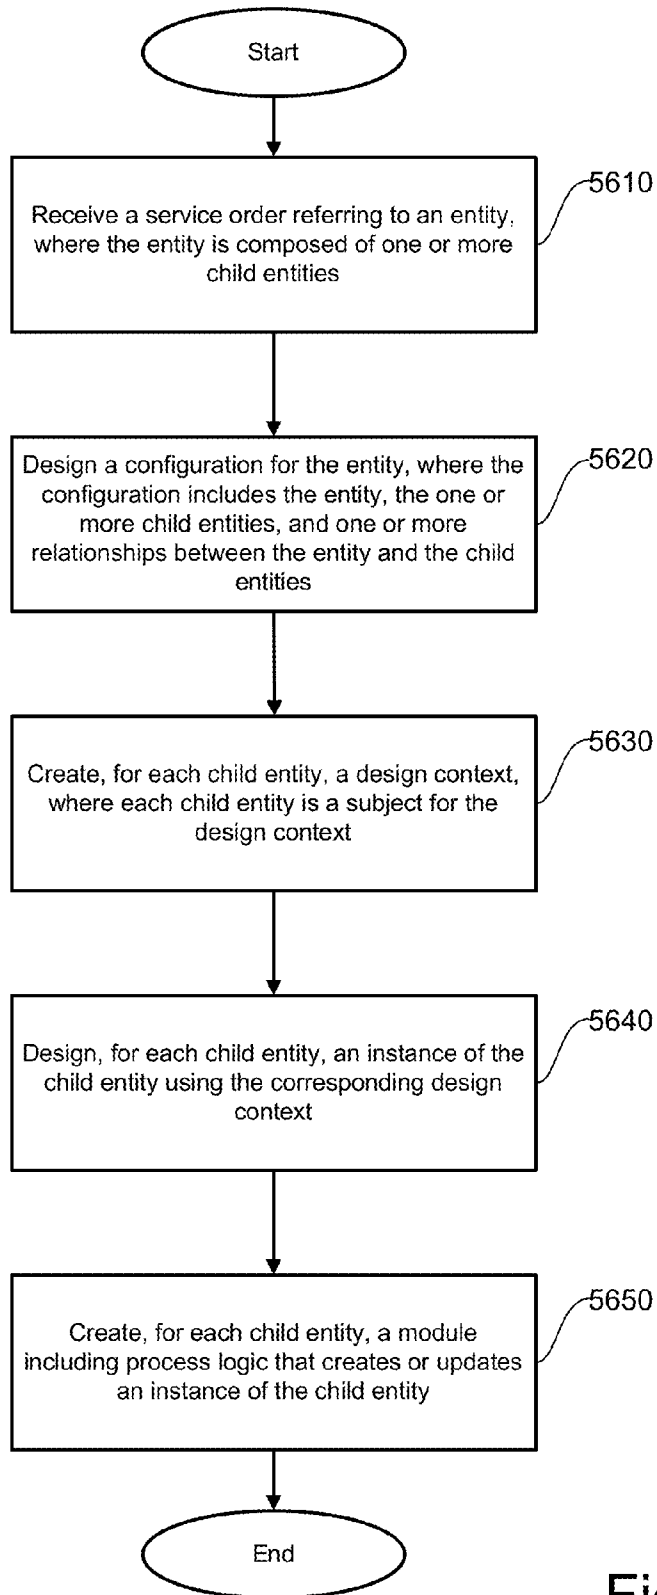 Start
Receive a service order referring to an entity,
where the entity is composed of one or more
child entities
5610
Design a configuration for the entity, where the
configuration includes the entity, the one or
more child entities, and one or more
relationships between the entity and the child
entities
5620
Create, for each child entity, a design context,
where each child entity is a subject for the
design context
5630
Design, for each child entity, an instance of the
child entity using the corresponding design
context
5640
Create, for each child entity, a module
including process logic that creates or updates
an instance of the child entity
5650
End